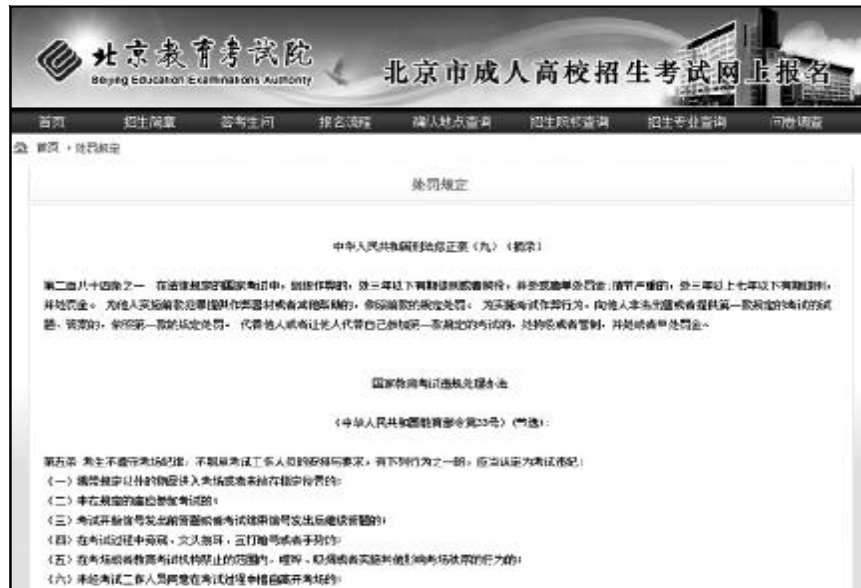 北京教育考试院
Beijing Education Examinations Authority
北京市成人高校招生考试网上报名
首页 招生简章 答考生问 报名流程 确认地点查询 招生院校查询 招生专业查询 问卷调查
首页 › 处罚规定
处罚规定
中华人民共和国刑法修正案（九）（摘录）
第二百八十四条之一 在法律规定的国家考试中，组织作弊的，处三年以下有期徒刑或者拘役，并处或者单处罚金；情节严重的，处三年以上七年以下有期徒刑，
并处罚金。 为他人实施前款犯罪提供作弊器材或者其他帮助的，依照前款的规定处罚。 为实施考试作弊行为，向他人非法出售或者提供第一款规定的考试的试
题、答案的，依照第一款的规定处罚。 代替他人或者让他人代替自己参加第一款规定的考试的，处拘役或者管制，并处或者单处罚金。
国家教育考试违规处理办法
（中华人民共和国教育部令第33号）（节选）：
第五条 考生不遵守考场纪律，不服从考试工作人员的安排与要求，有下列行为之一的，应当认定为考试违纪：
（一）携带规定以外的物品进入考场或者未放在指定位置的；
（二）未在规定的座位参加考试的；
（三）考试开始信号发出前答题或者考试结束信号发出后继续答题的；
（四）在考试过程中旁窥、交头接耳、互打暗号或者手势的；
（五）在考场或者教育考试机构禁止的范围内，喧哗、吸烟或者实施其他影响考场秩序的行为的；
（六）未经考试工作人员同意在考试过程中擅自离开考场的；